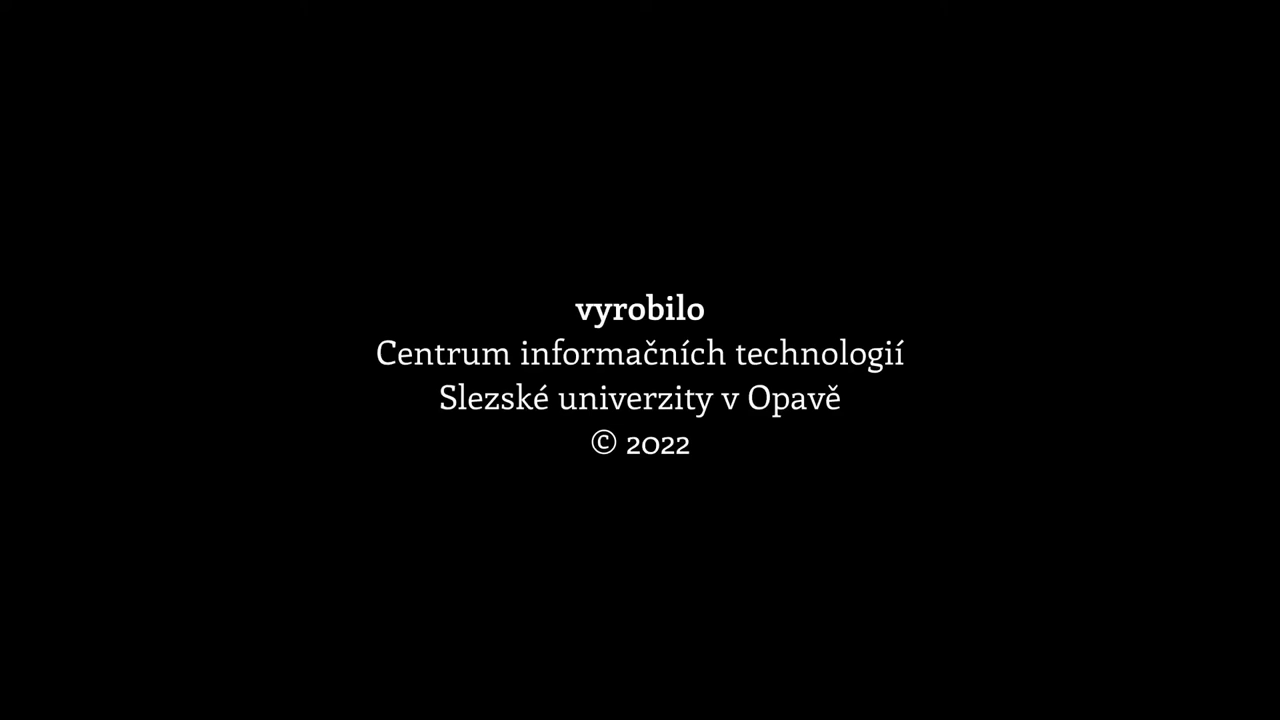 vyrobilo
Centrum informačních technologií
Slezské univerzity v Opavě
© 2022